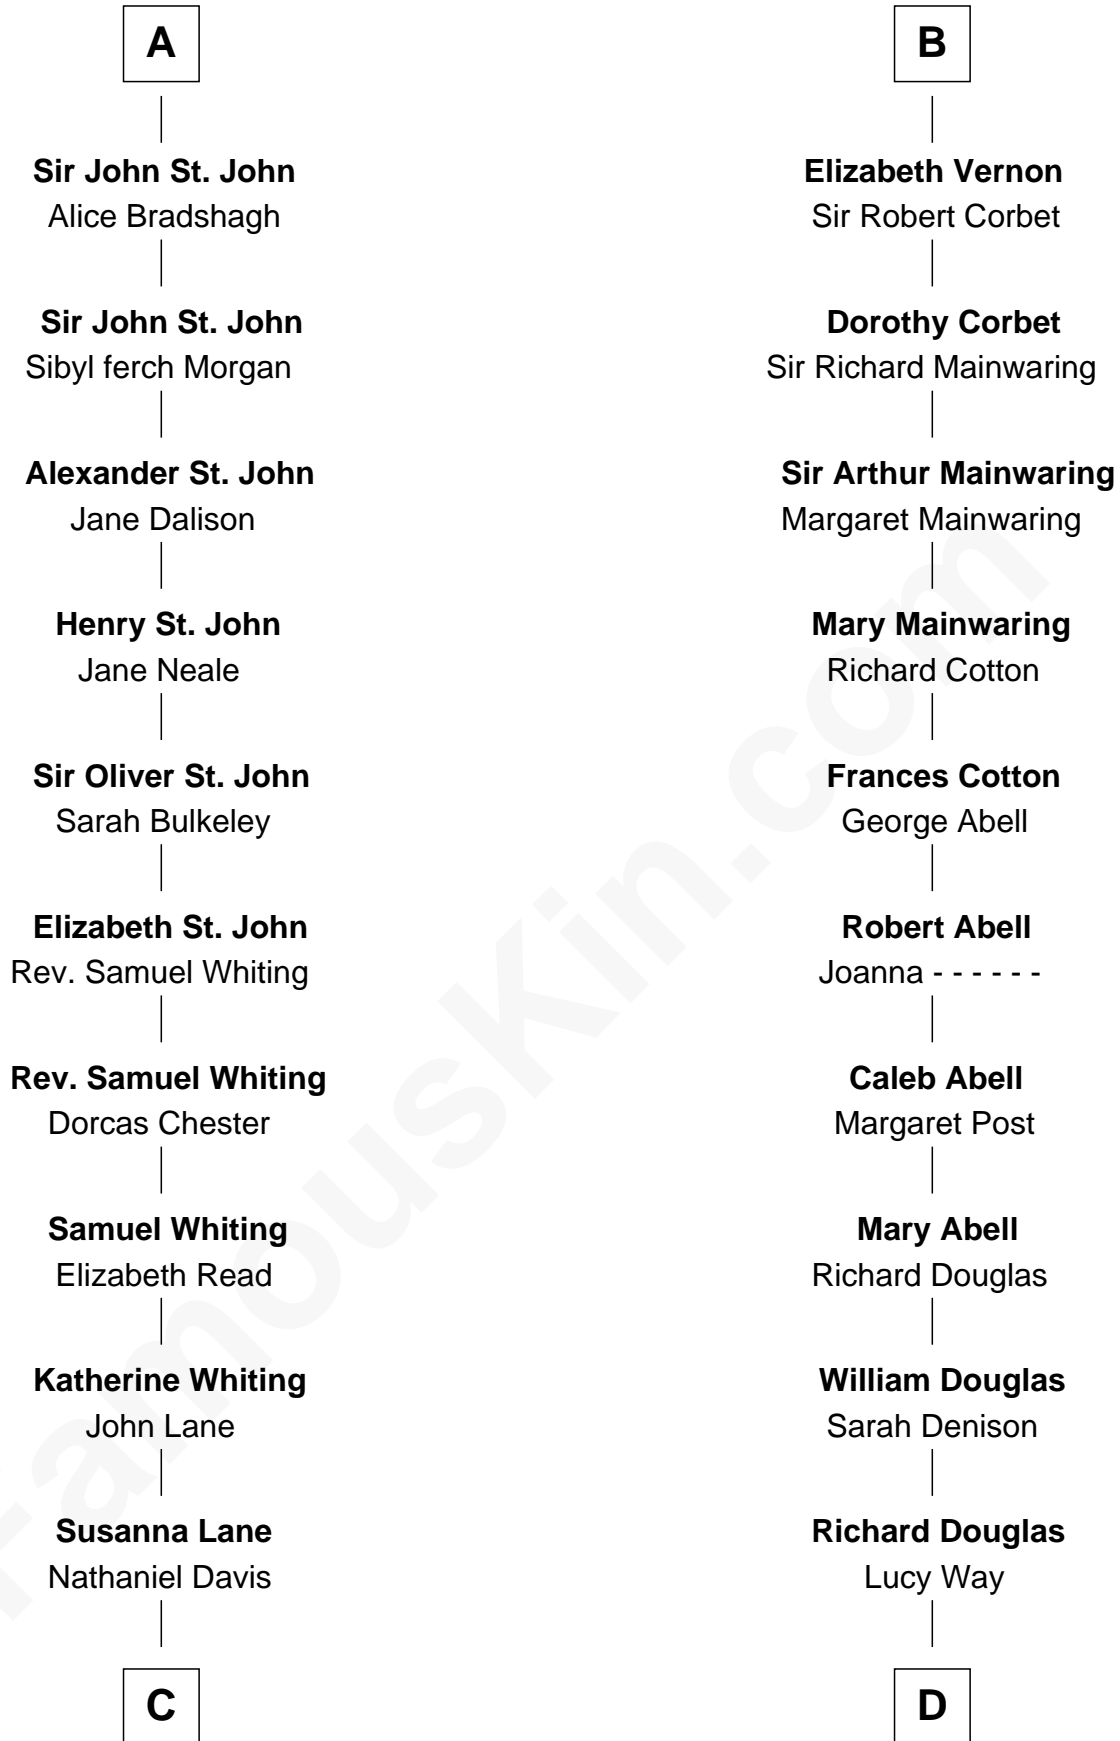 A
Sir John St. John
Alice Bradshagh
Sir John St. John
Sibyl ferch Morgan
Alexander St. John
Jane Dalison
Henry St. John
Jane Neale
Sir Oliver St. John
Sarah Bulkeley
Elizabeth St. John
Rev. Samuel Whiting
Rev. Samuel Whiting
Dorcas Chester
Samuel Whiting
Elizabeth Read
Katherine Whiting
John Lane
Susanna Lane
Nathaniel Davis
C
B
Elizabeth Vernon
Sir Robert Corbet
Dorothy Corbet
Sir Richard Mainwaring
Sir Arthur Mainwaring
Margaret Mainwaring
Mary Mainwaring
Richard Cotton
Frances Cotton
George Abell
Robert Abell
Joanna - - - - - -
Caleb Abell
Margaret Post
Mary Abell
Richard Douglas
William Douglas
Sarah Denison
Richard Douglas
Lucy Way
D
FamousKin.com